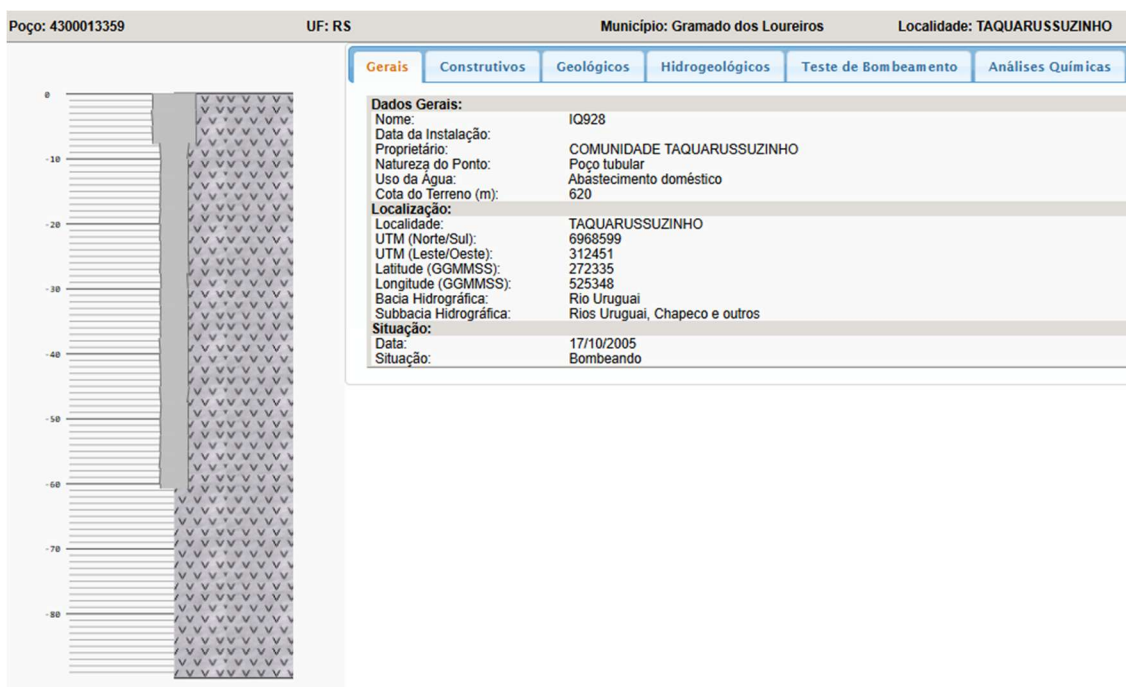 Poço: 4300013359 UF: RS Município: Gramado dos Loureiros Localidade: TAQUARUSSUZINHO
Gerais Construtivos Geológicos Hidrogeológicos Teste de Bombeamento Análises Químicas
Dados Gerais:
Nome: IQ928
Data da Instalação:
Proprietário: COMUNIDADE TAQUARUSSUZINHO
Natureza do Ponto: Poço tubular
Uso da Água: Abastecimento doméstico
Cota do Terreno (m): 620
Localização:
Localidade: TAQUARUSSUZINHO
UTM (Norte/Sul): 6968599
UTM (Leste/Oeste): 312451
Latitude (GGMMSS): 272335
Longitude (GGMMSS): 525348
Bacia Hidrográfica: Rio Uruguai
Subbacia Hidrográfica: Rios Uruguai, Chapeco e outros
Situação:
Data: 17/10/2005
Situação: Bombeando
0
-10
-20
-30
-40
-50
-60
-70
-80